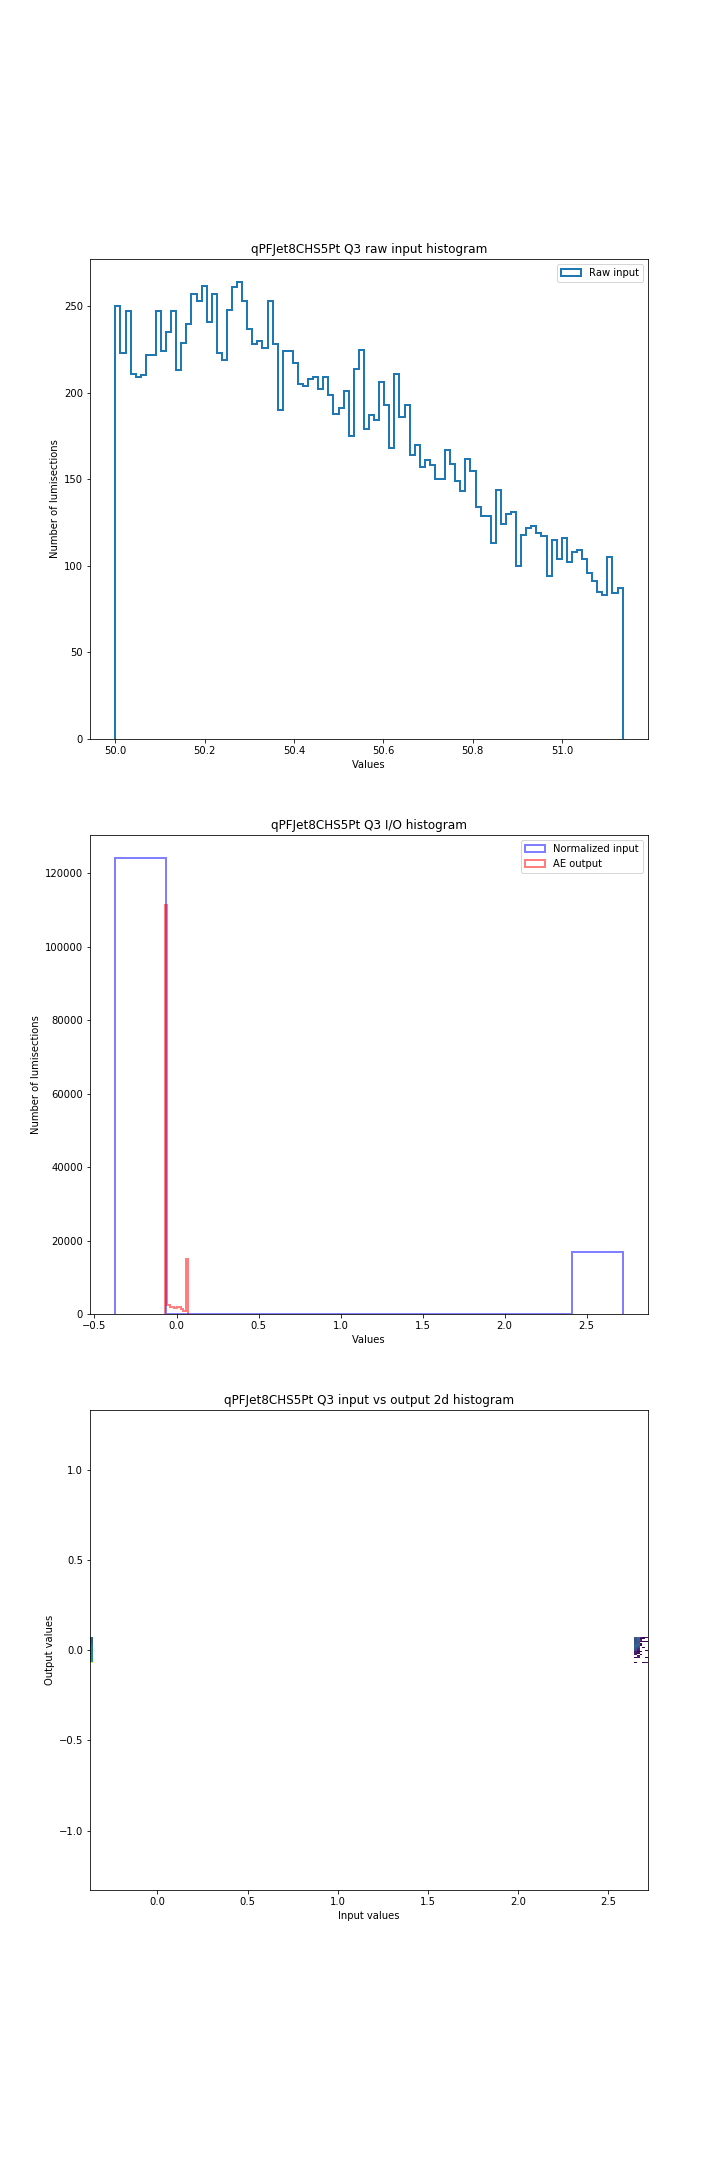 qPFJet8CHS5Pt Q3 raw input histogram
Raw input
250
200
150
100
50
0
Number of lumisections
50.0 50.2 50.4 50.6 50.8 51.0
Values
qPFJet8CHS5Pt Q3 I/O histogram
Normalized input
AE output
120000
100000
80000
60000
40000
20000
0
Number of lumisections
−0.5 0.0 0.5 1.0 1.5 2.0 2.5
Values
qPFJet8CHS5Pt Q3 input vs output 2d histogram
1.0
0.5
0.0
−0.5
−1.0
Output values
0.0 0.5 1.0 1.5 2.0 2.5
Input values